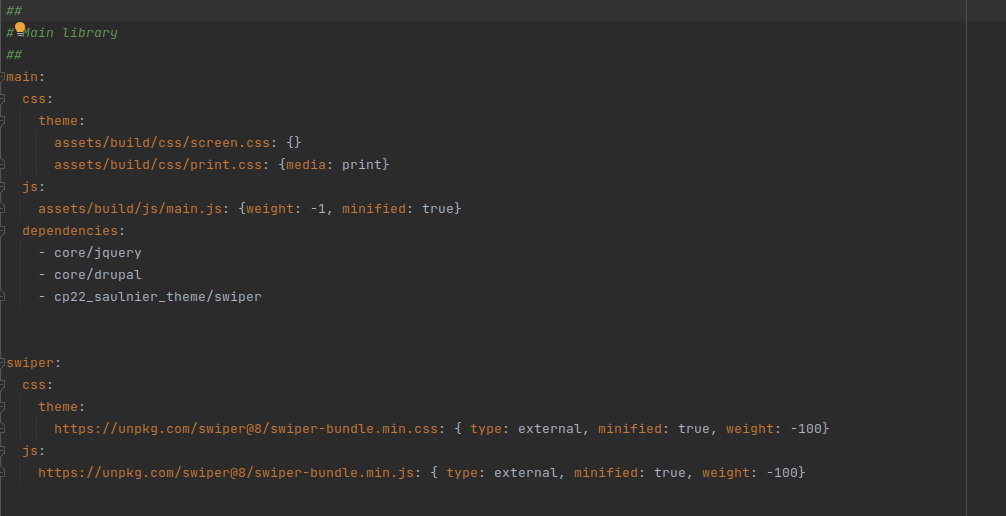 ##
# Main library
##
main:
  css:
    theme:
      assets/build/css/screen.css: {}
      assets/build/css/print.css: {media: print}
  js:
    assets/build/js/main.js: {weight: -1, minified: true}
  dependencies:
    - core/jquery
    - core/drupal
    - cp22_saulnier_theme/swiper
swiper:
  css:
    theme:
      https://unpkg.com/swiper@8/swiper-bundle.min.css: { type: external, minified: true, weight: -100}
  js:
    https://unpkg.com/swiper@8/swiper-bundle.min.js: { type: external, minified: true, weight: -100}